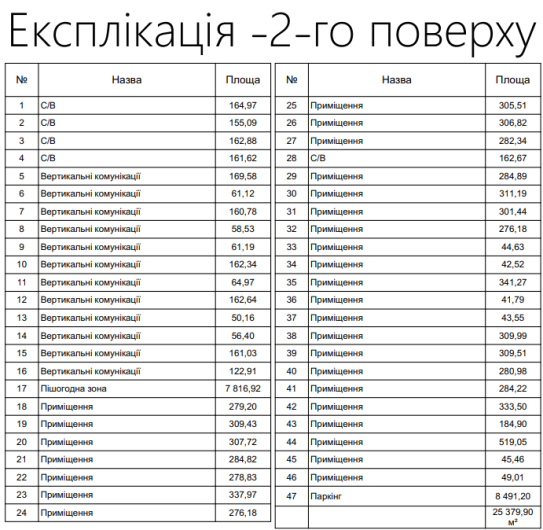 Експлікація -2-го поверху
№ Назва Площа
1 С/В 164,97
2 С/В 155,09
3 С/В 162,88
4 С/В 161,62
5 Вертикальні комунікації 169,58
6 Вертикальні комунікації 61,12
7 Вертикальні комунікації 160,78
8 Вертикальні комунікації 58,53
9 Вертикальні комунікації 61,19
10 Вертикальні комунікації 162,34
11 Вертикальні комунікації 64,97
12 Вертикальні комунікації 162,64
13 Вертикальні комунікації 50,16
14 Вертикальні комунікації 56,40
15 Вертикальні комунікації 161,03
16 Вертикальні комунікації 122,91
17 Пішогодна зона 7 816,92
18 Приміщення 279,20
19 Приміщення 309,43
20 Приміщення 307,72
21 Приміщення 284,82
22 Приміщення 278,83
23 Приміщення 337,97
24 Приміщення 276,18
№ Назва Площа
25 Приміщення 305,51
26 Приміщення 306,82
27 Приміщення 282,34
28 С/В 162,67
29 Приміщення 284,89
30 Приміщення 311,19
31 Приміщення 301,44
32 Приміщення 276,18
33 Приміщення 44,63
34 Приміщення 42,52
35 Приміщення 341,27
36 Приміщення 41,79
37 Приміщення 43,55
38 Приміщення 309,99
39 Приміщення 309,51
40 Приміщення 280,98
41 Приміщення 284,22
42 Приміщення 333,50
43 Приміщення 184,90
44 Приміщення 519,05
45 Приміщення 45,46
46 Приміщення 49,01
47 Паркінг 8 491,20
25 379,90
м²